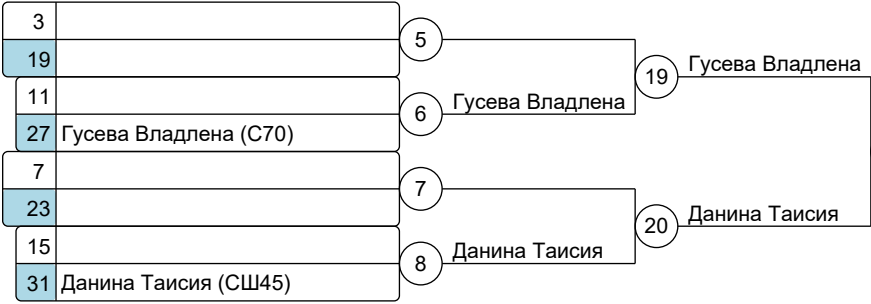 3
19
5
11
27 Гусева Владлена (С70)
6 Гусева Владлена
19 Гусева Владлена
7
23
7
15
31 Данина Таисия (СШ45)
8 Данина Таисия
20 Данина Таисия